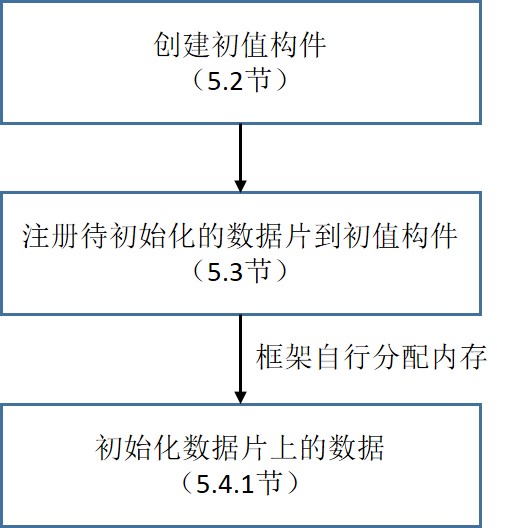 创建初值构件
（5.2节）
注册待初始化的数据片到初值构件
（5.3节）
框架自行分配内存
初始化数据片上的数据
（5.4.1节）